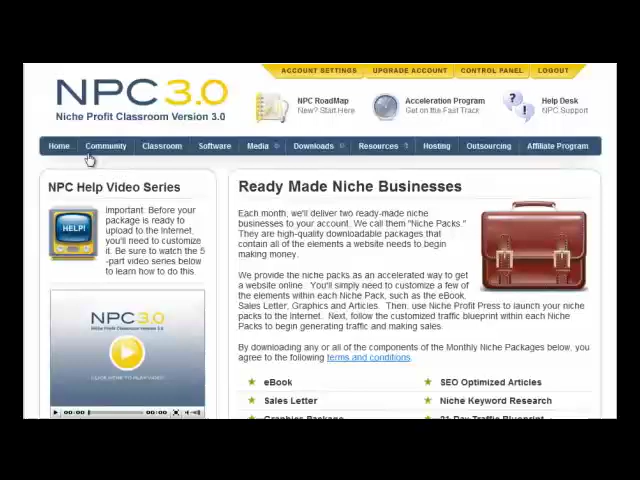 ACCOUNT SETTINGS UPGRADE ACCOUNT CONTROL PANEL LOGOUT
NPC 3.0
Niche Profit Classroom Version 3.0
NPC RoadMap
New? Start Here
Acceleration Program
Get on the Fast Track
Help Desk
NPC Support
Home Community Classroom Software Media Downloads Resources Hosting Outsourcing Affiliate Program
NPC Help Video Series
HELP!
Important: Before your
package is ready to
upload to the Internet,
you'll need to customize
it. Be sure to watch the 5
-part video series below
to learn how to do this.
NPC 3.0
Niche Profit Classroom Version 3.0
CLICK HERE TO PLAY VIDEO
00:00 00:00
Ready Made Niche Businesses
Each month, we'll deliver two ready-made niche
businesses to your account. We call them "Niche Packs."
They are high-quality downloadable packages that
contain all of the elements a website needs to begin
making money.
We provide the niche packs as an accelerated way to get
a website online. You'll simply need to customize a few of
the elements within each Niche Pack, such as the eBook,
Sales Letter, Graphics and Articles. Then, use Niche Profit Press to launch your niche
packs to the Internet. Next, follow the customized traffic blueprint within each Niche
Packs to begin generating traffic and making sales.
By downloading any or all of the components of the Monthly Niche Packages below, you
agree to the following terms and conditions.
eBook
SEO Optimized Articles
Sales Letter
Niche Keyword Research
Graphics Package
21 Day Traffic Blueprint